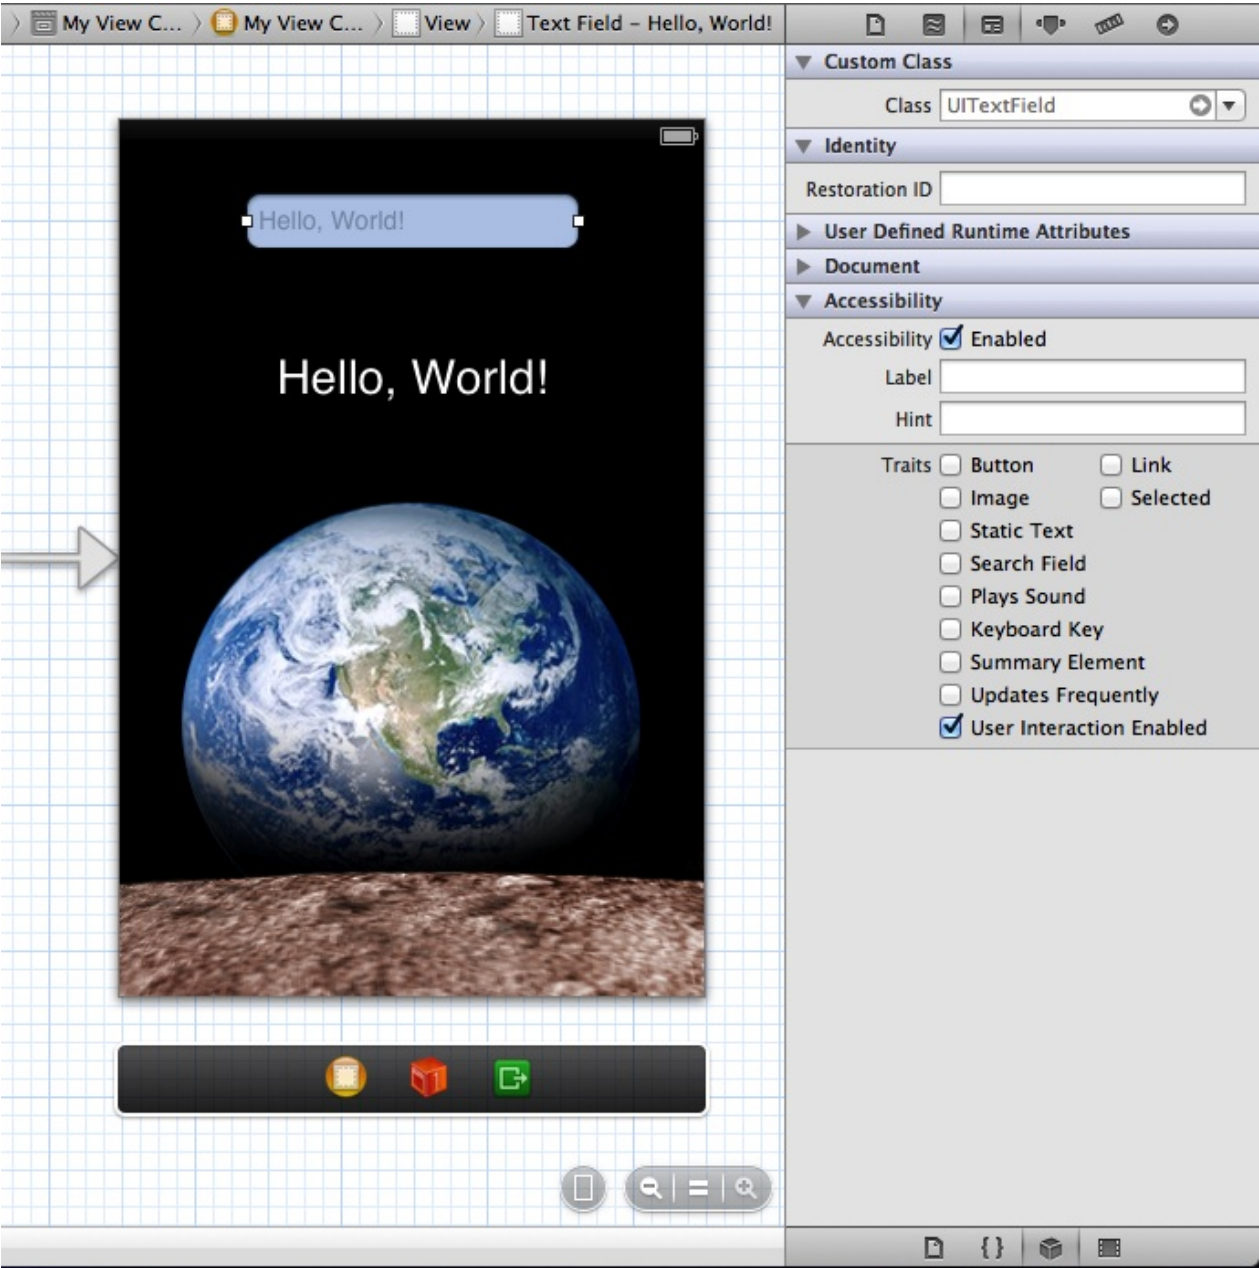 My View C... My View C... View Text Field – Hello, World!
Hello, World!
Hello, World!
Custom Class
Class UITextField
Identity
Restoration ID
User Defined Runtime Attributes
Document
Accessibility
Accessibility Enabled
Label
Hint
Traits Button Link
Image Selected
Static Text
Search Field
Plays Sound
Keyboard Key
Summary Element
Updates Frequently
User Interaction Enabled